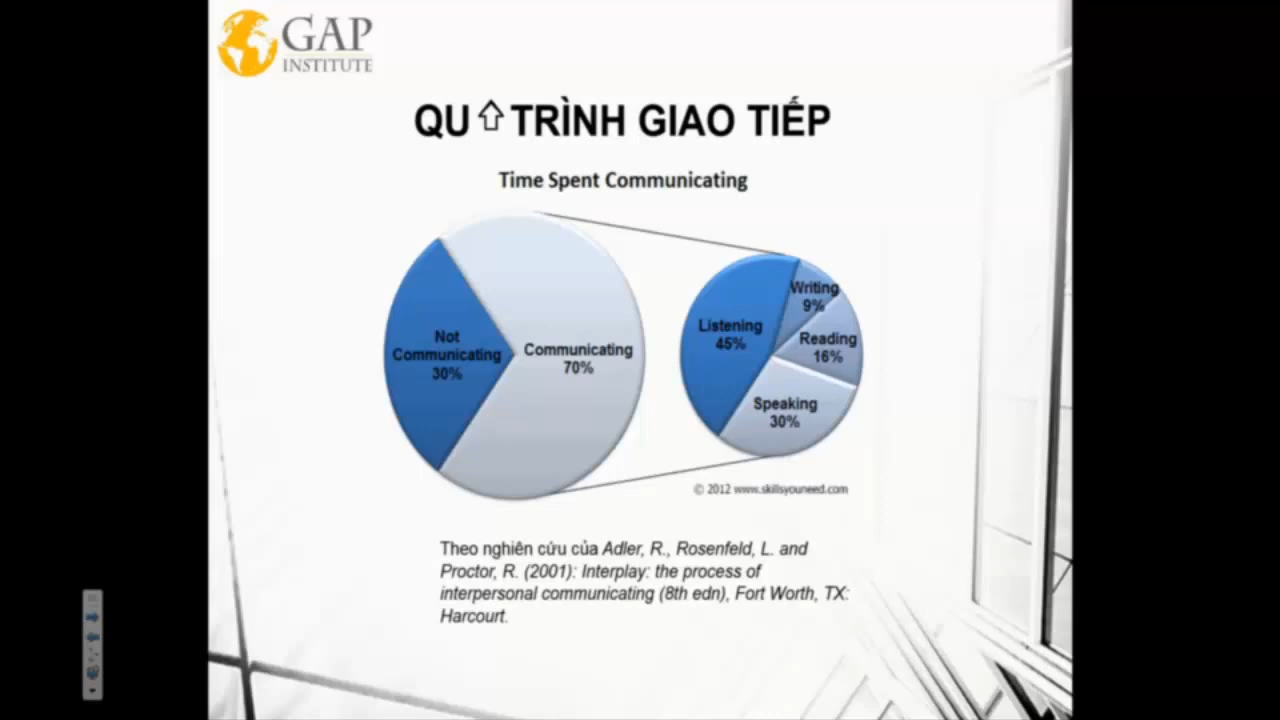 GAP
INSTITUTE
QU⇧ TRÌNH GIAO TIẾP
Time Spent Communicating
Not
Communicating
30%
Communicating
70%
Listening
45%
Writing
9%
Reading
16%
Speaking
30%
© 2012 www.skillsyouneed.com
Theo nghiên cứu của Adler, R., Rosenfeld, L. and
Proctor, R. (2001): Interplay: the process of
interpersonal communicating (8th edn), Fort Worth, TX:
Harcourt.